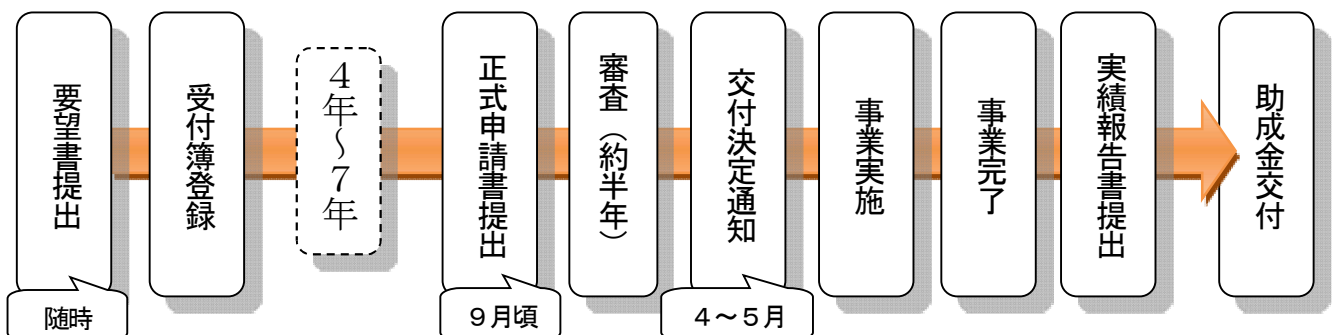 要望書提出
受付簿登録
４年～７年
正式申請書提出
審査（約半年）
交付決定通知
事業実施
事業完了
実績報告書提出
助成金交付
随時
９月頃
４～５月